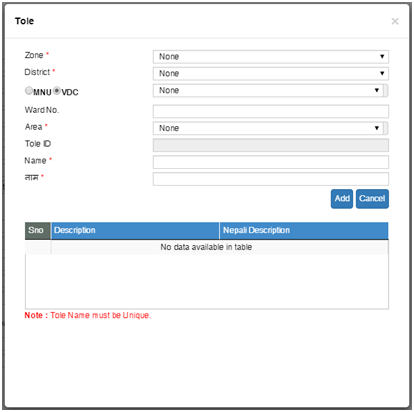 Tole ×
Zone * None
District * None
MNU VDC None
Ward No.
Area * None
Tole ID
Name *
नाम *
Add Cancel
Sno Description Nepali Description
No data available in table
Note : Tole Name must be Unique.